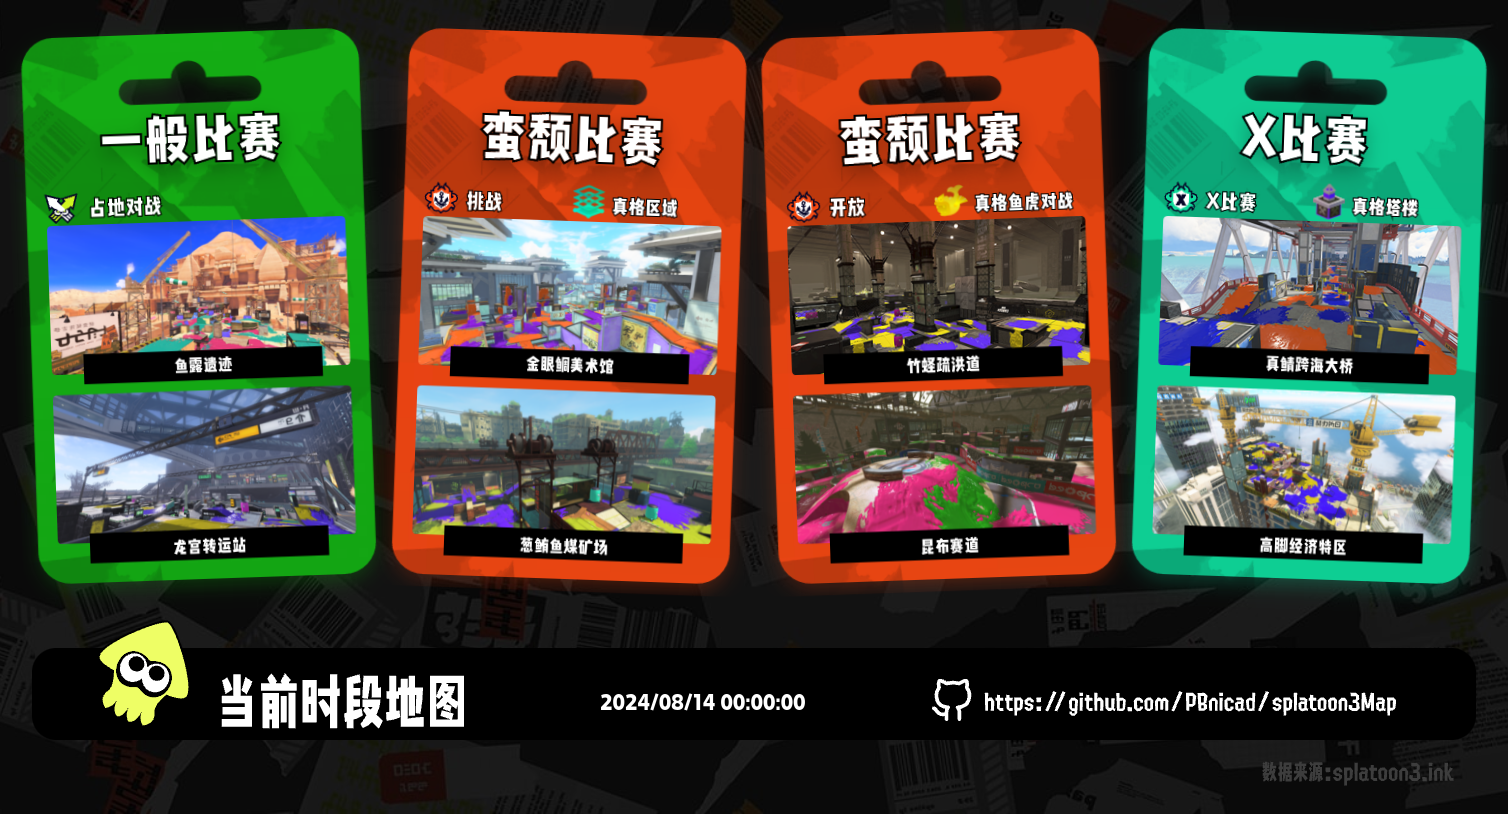 一般比赛
占地对战
鱼露遗迹
龙宫转运站
蛮颓比赛
挑战
真格区域
金眼鲷美术馆
葱鲔鱼煤矿场
蛮颓比赛
开放
真格鱼虎对战
竹蛏疏洪道
昆布赛道
X比赛
X比赛
真格塔楼
真鲭跨海大桥
高脚经济特区
当前时段地图
2024/08/14 00:00:00
https://github.com/PBnicad/splatoon3Map
数据来源:splatoon3.ink